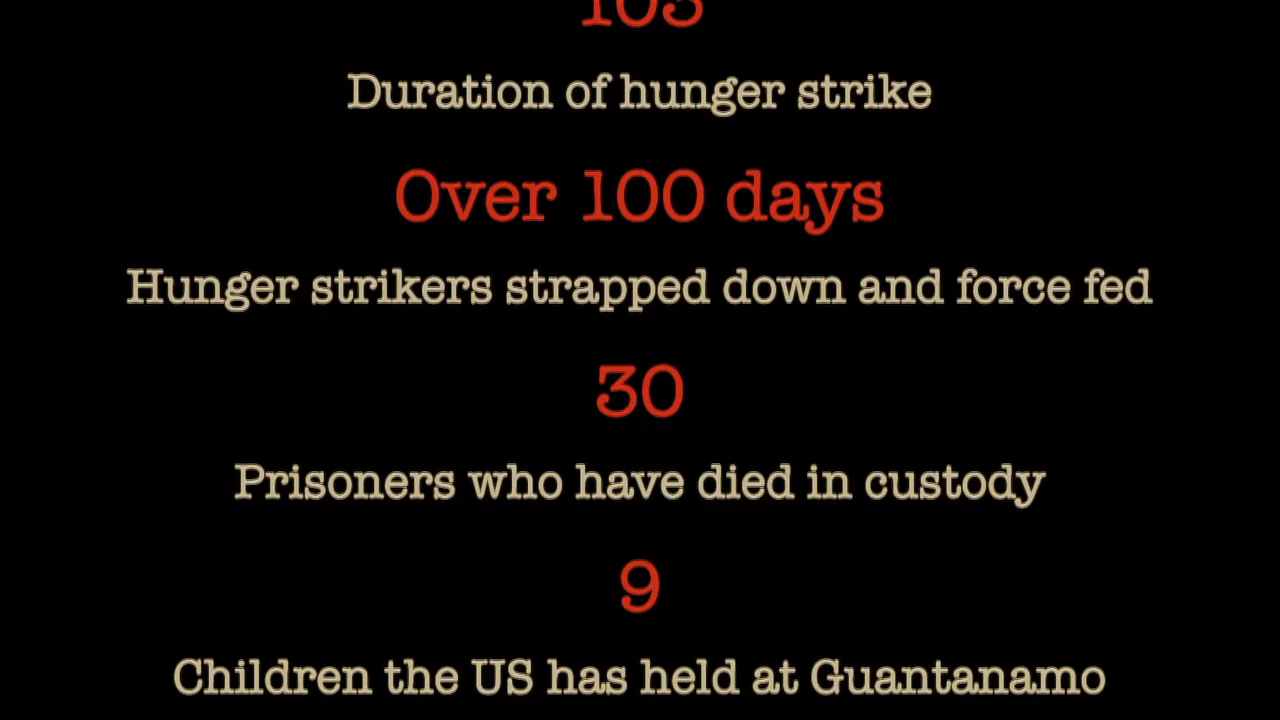 103
Duration of hunger strike
Over 100 days
Hunger strikers strapped down and force fed
30
Prisoners who have died in custody
9
Children the US has held at Guantanamo